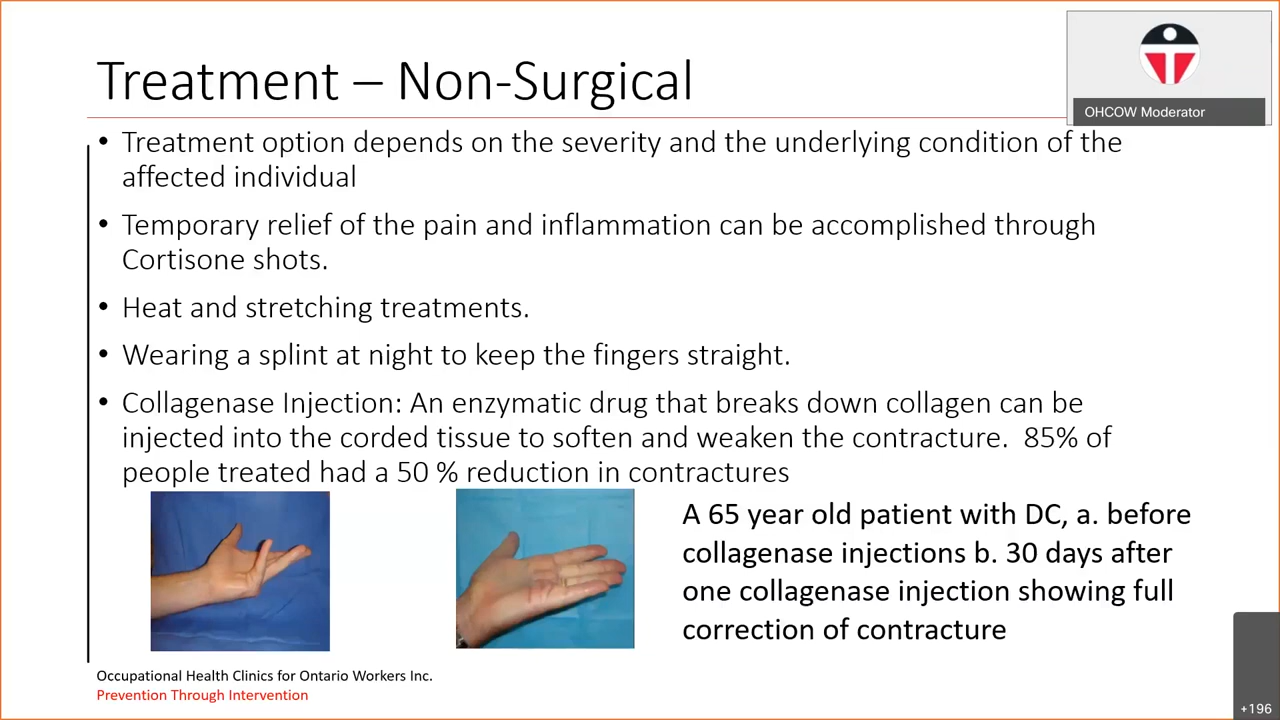 Treatment – Non-Surgical
OHCOW Moderator
• Treatment option depends on the severity and the underlying condition of the
affected individual
• Temporary relief of the pain and inflammation can be accomplished through
Cortisone shots.
• Heat and stretching treatments.
• Wearing a splint at night to keep the fingers straight.
• Collagenase Injection: An enzymatic drug that breaks down collagen can be
injected into the corded tissue to soften and weaken the contracture.  85% of
people treated had a 50 % reduction in contractures
A 65 year old patient with DC, a. before
collagenase injections b. 30 days after
one collagenase injection showing full
correction of contracture
Occupational Health Clinics for Ontario Workers Inc.
Prevention Through Intervention
+196